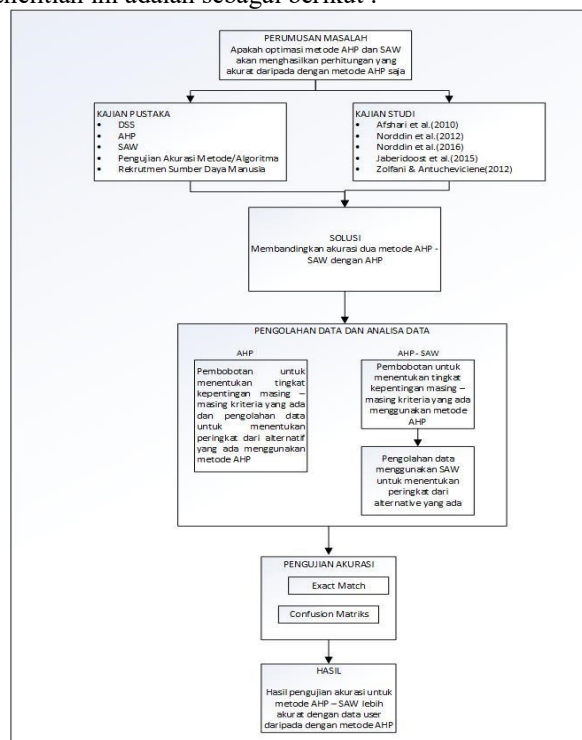 penelitian ini adalah sebagai berikut :
PERUMUSAN MASALAH
Apakah optimasi metode AHP dan SAW
akan menghasilkan perhitungan yang
akurat daripada dengan metode AHP saja
KAJIAN PUSTAKA
• DSS
• AHP
• SAW
• Pengujian Akurasi Metode/Algoritma
• Rekrutmen Sumber Daya Manusia
KAJIAN STUDI
• Afshari et al.(2010)
• Norddin et al.(2012)
• Norddin et al.(2016)
• Jaberidoost et al.(2015)
• Zolfani & Antucheviciene(2012)
SOLUSI
Membandingkan akurasi dua metode AHP -
SAW dengan AHP
PENGOLAHAN DATA DAN ANALISA DATA
AHP
Pembobotan untuk
menentukan tingkat
kepentingan masing –
masing kriteria yang ada
dan pengolahan data
untuk menentukan
peringkat dari alternatif
yang ada menggunakan
metode AHP
AHP - SAW
Pembobotan untuk
menentukan tingkat
kepentingan masing –
masing kriteria yang ada
menggunakan metode
AHP
Pengolahan data
menggunakan SAW
untuk menentukan
peringkat dari
alternative yang ada
PENGUJIAN AKURASI
Exact Match
Confusion Matriks
HASIL
Hasil pengujian akurasi untuk
metode AHP – SAW lebih
akurat dengan data user
daripada dengan metode AHP